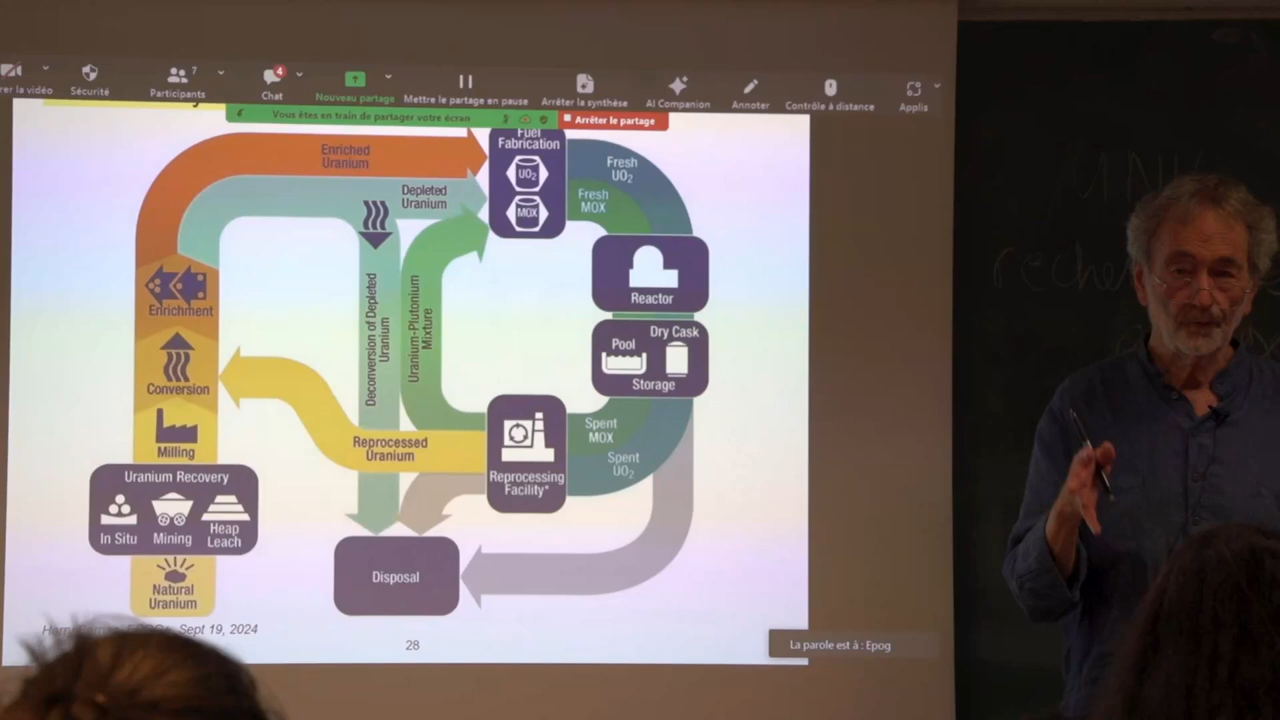 rer la vidéo
Sécurité
Participants
7
Chat
4
Nouveau partage
Mettre le partage en pause
Arrêter la synthèse
AI Companion
Annoter
Contrôle à distance
Applis
Vous êtes en train de partager votre écran
Arrêter le partage
Enriched
Uranium
Depleted
Uranium
Fuel
Fabrication
UO2
MOX
Fresh
UO2
Fresh
MOX
Reactor
Pool
Dry Cask
Storage
Enrichment
Conversion
Milling
Deconversion of Depleted
Uranium
Uranium-Plutonium
Mixture
Reprocessed
Uranium
Reprocessing
Facility*
Spent
MOX
Spent
UO2
Uranium Recovery
In Situ
Mining
Heap
Leach
Natural
Uranium
Disposal
Sept 19, 2024
28
La parole est à : Epog